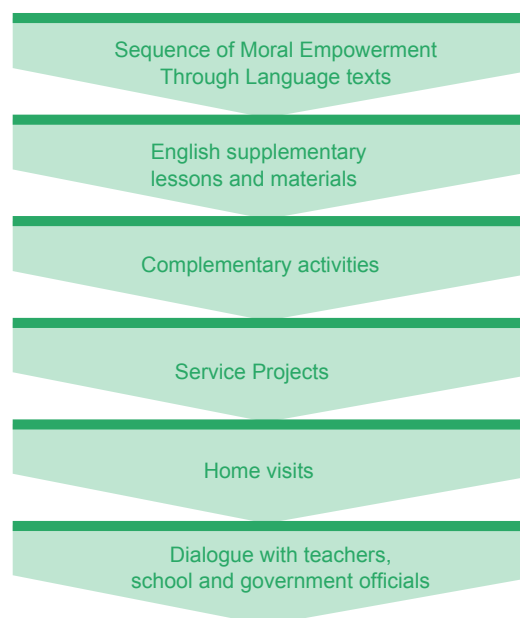 Sequence of Moral Empowerment
Through Language texts
English supplementary
lessons and materials
Complementary activities
Service Projects
Home visits
Dialogue with teachers,
school and government officials